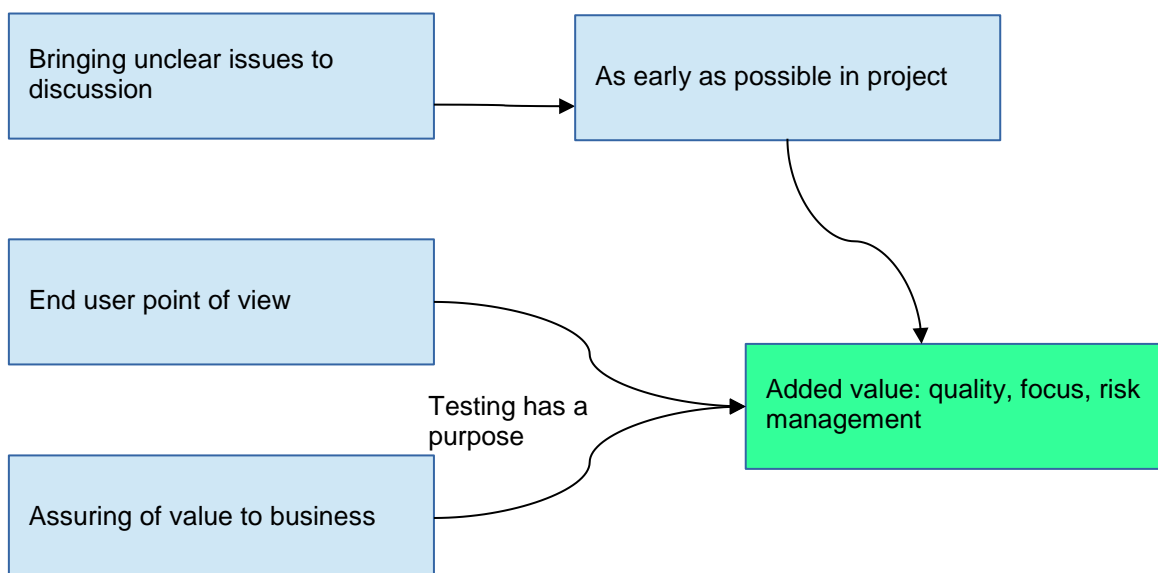 Bringing unclear issues to
discussion
As early as possible in project
End user point of view
Added value: quality, focus, risk
management
Testing has a
purpose
Assuring of value to business